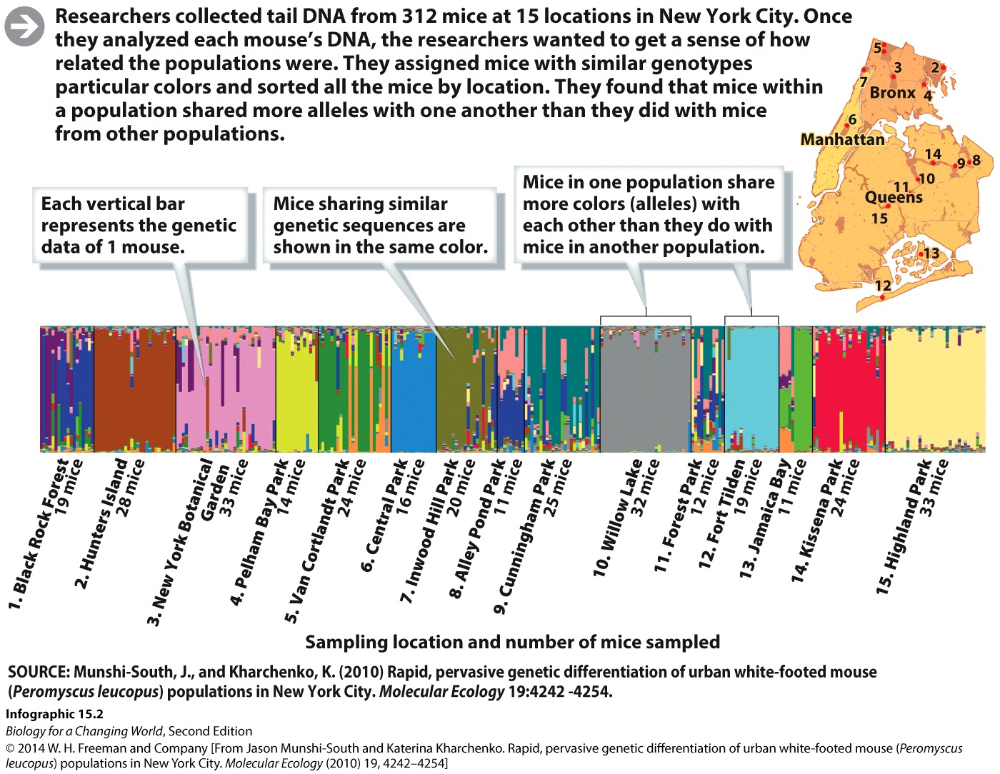 Researchers collected tail DNA from 312 mice at 15 locations in New York City. Once
they analyzed each mouse’s DNA, the researchers wanted to get a sense of how
related the populations were. They assigned mice with similar genotypes
particular colors and sorted all the mice by location. They found that mice within
a population shared more alleles with one another than they did with mice
from other populations.
5
3
2
7
Bronx
4
6
Manhattan
14
9
8
10
11
Queens
15
13
12
Each vertical bar
represents the genetic
data of 1 mouse.
Mice sharing similar
genetic sequences are
shown in the same color.
Mice in one population share
more colors (alleles) with
each other than they do with
mice in another population.
1. Black Rock Forest
19 mice
2. Hunters Island
28 mice
3. New York Botanical
Garden
33 mice
4. Pelham Bay Park
14 mice
5. Van Cortlandt Park
24 mice
6. Central Park
16 mice
7. Inwood Hill Park
20 mice
8. Alley Pond Park
11 mice
9. Cunningham Park
25 mice
10. Willow Lake
32 mice
11. Forest Park
12 mice
12. Fort Tilden
19 mice
13. Jamaica Bay
11 mice
14. Kissena Park
24 mice
15. Highland Park
33 mice
Sampling location and number of mice sampled
SOURCE: Munshi-South, J., and Kharchenko, K. (2010) Rapid, pervasive genetic differentiation of urban white-footed mouse
(Peromyscus leucopus) populations in New York City. Molecular Ecology 19:4242 -4254.
Infographic 15.2
Biology for a Changing World, Second Edition
© 2014 W. H. Freeman and Company [From Jason Munshi-South and Katerina Kharchenko. Rapid, pervasive genetic differentiation of urban white-footed mouse (Peromyscus
leucopus) populations in New York City. Molecular Ecology (2010) 19, 4242–4254]